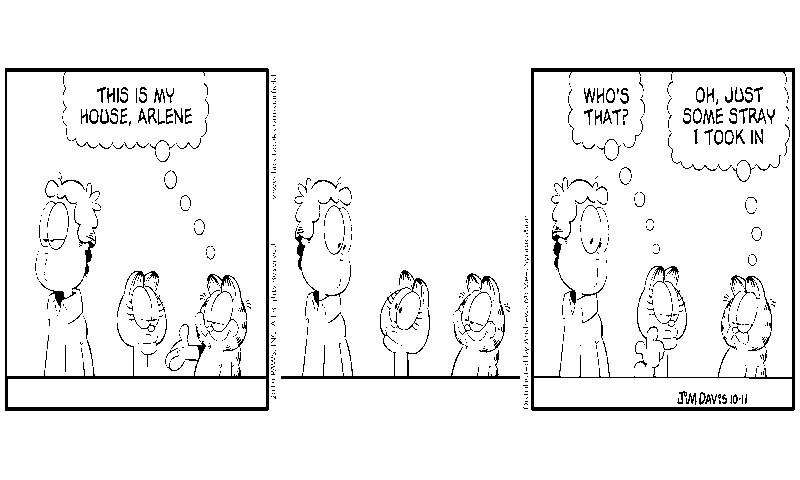 THIS IS MY
HOUSE, ARLENE
WHO'S
THAT?
OH, JUST
SOME STRAY
I TOOK IN
JIM DAVIS 10-11